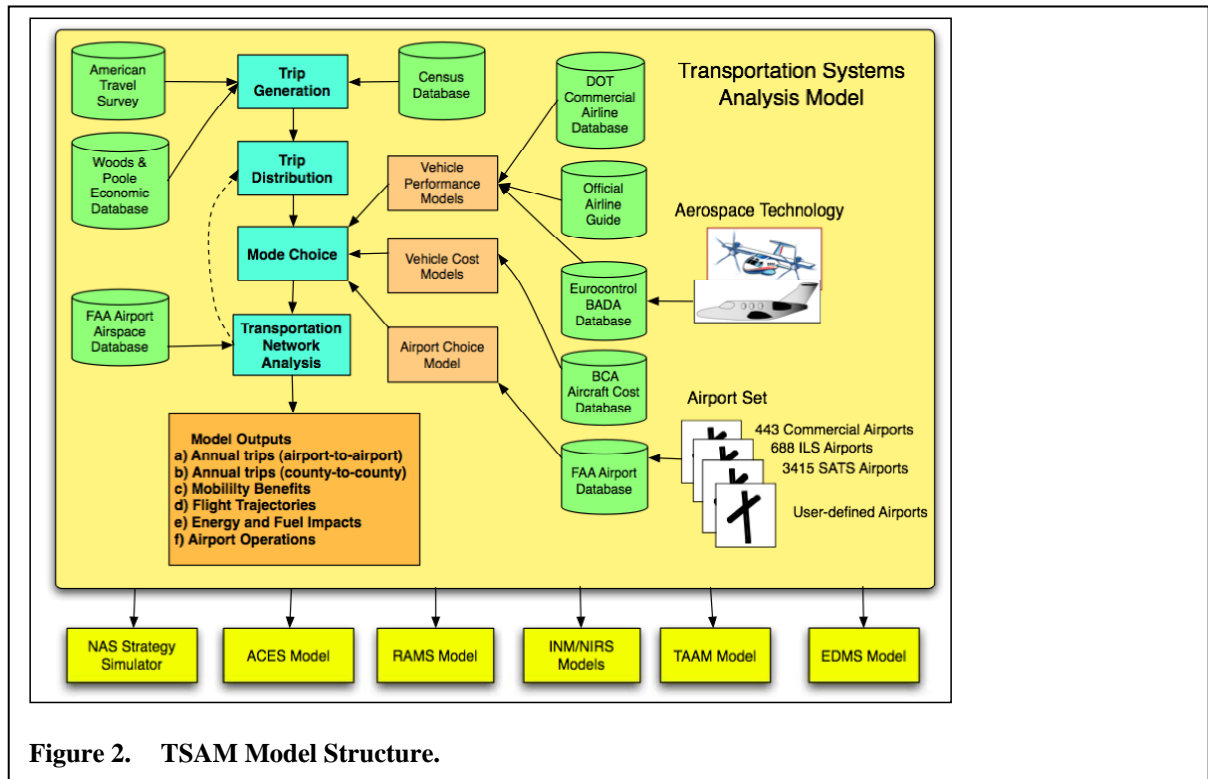 Transportation Systems
Analysis Model
American
Travel
Survey
Trip
Generation
Census
Database
DOT
Commercial
Airline
Database
Woods &
Poole
Economic
Database
Trip
Distribution
Vehicle
Performance
Models
Official
Airline
Guide
Aerospace Technology
Mode Choice
Vehicle Cost
Models
Eurocontrol
BADA
Database
FAA Airport
Airspace
Database
Transportation
Network
Analysis
Airport Choice
Model
BCA
Aircraft Cost
Database
Airport Set
443 Commercial Airports
688 ILS Airports
3415 SATS Airports
User-defined Airports
FAA Airport
Database
Model Outputs
a) Annual trips (airport-to-airport)
b) Annual trips (county-to-county)
c) Mobililty Benefits
d) Flight Trajectories
e) Energy and Fuel Impacts
f) Airport Operations
NAS Strategy
Simulator
ACES Model
RAMS Model
INM/NIRS
Models
TAAM Model
EDMS Model
Figure 2. TSAM Model Structure.